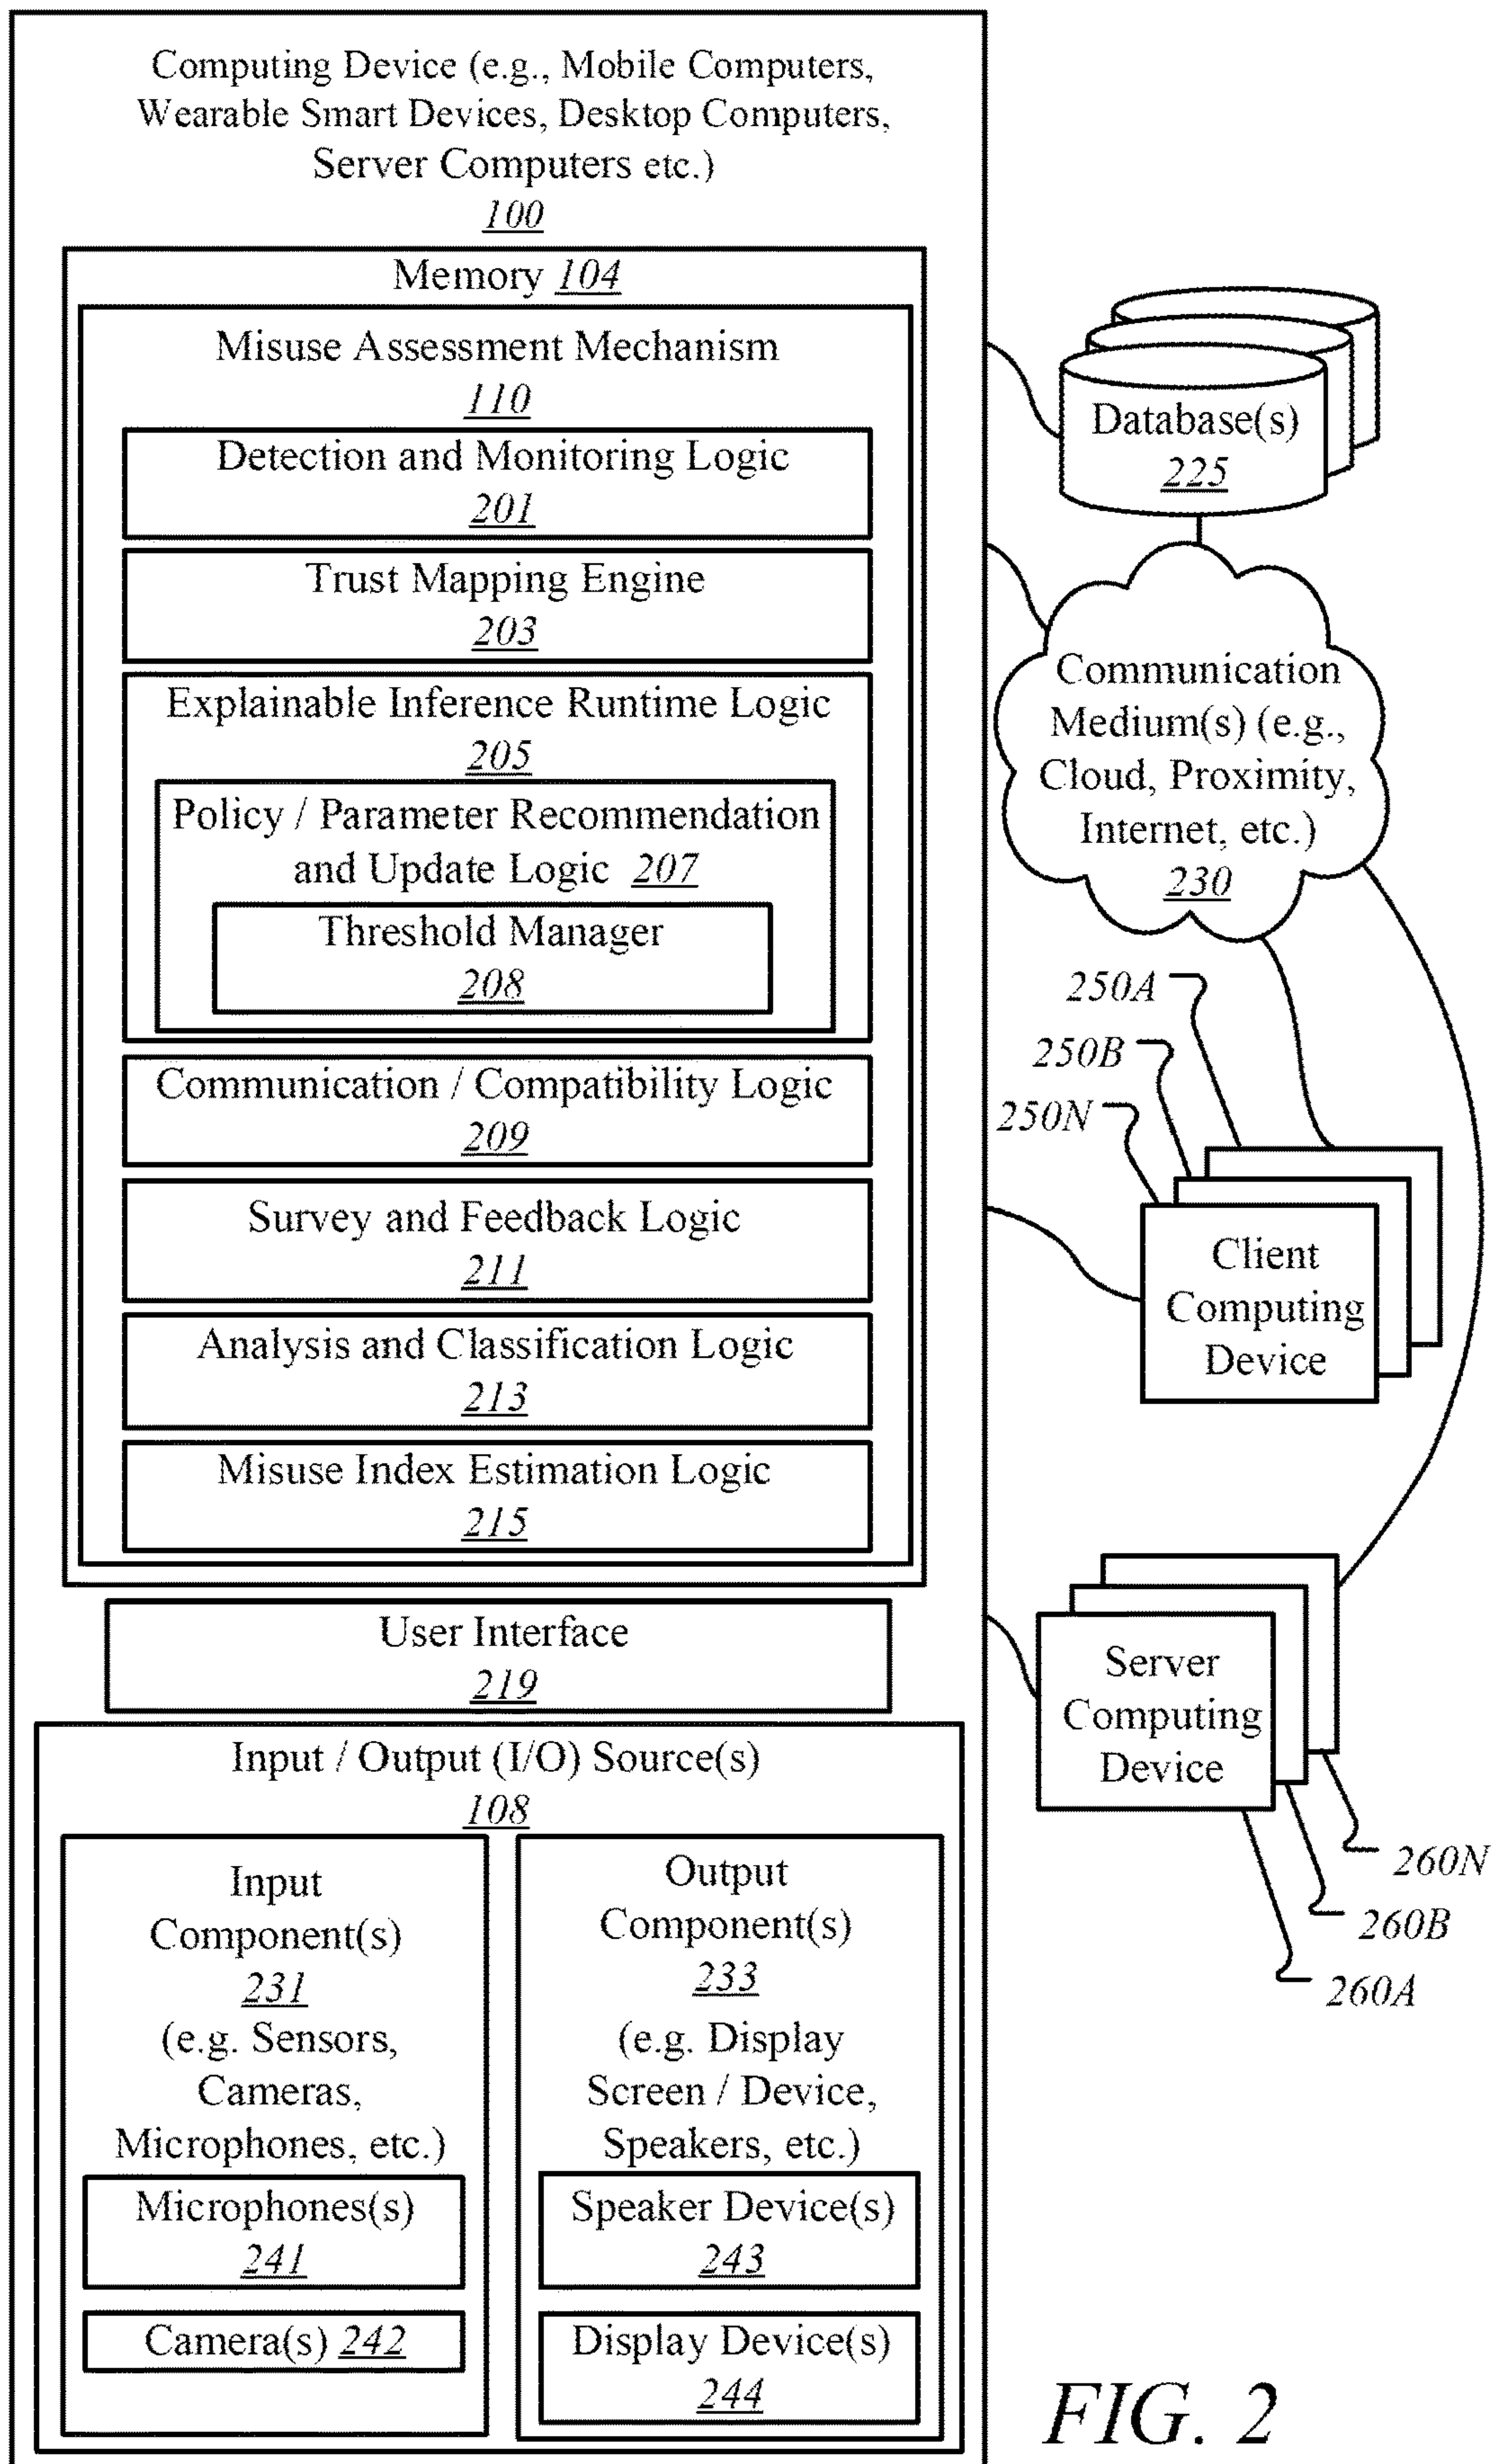 Computing Device (e.g., Mobile Computers,
Wearable Smart Devices, Desktop Computers,
Server Computers etc.)
100
Memory 104
Misuse Assessment Mechanism
110
Detection and Monitoring Logic
201
Trust Mapping Engine
203
Explainable Inference Runtime Logic
205
Policy / Parameter Recommendation
and Update Logic 207
Threshold Manager
208
Communication / Compatibility Logic
209
Survey and Feedback Logic
211
Analysis and Classification Logic
213
Misuse Index Estimation Logic
215
User Interface
219
Input / Output (I/O) Source(s)
108
Input
Component(s)
231
(e.g. Sensors,
Cameras,
Microphones, etc.)
Microphones(s)
241
Camera(s) 242
Output
Component(s)
233
(e.g. Display
Screen / Device,
Speakers, etc.)
Speaker Device(s)
243
Display Device(s)
244
Database(s)
225
Communication
Medium(s) (e.g.,
Cloud, Proximity,
Internet, etc.)
230
250A
250B
250N
Client
Computing
Device
Server
Computing
Device
260N
260B
260A
FIG. 2